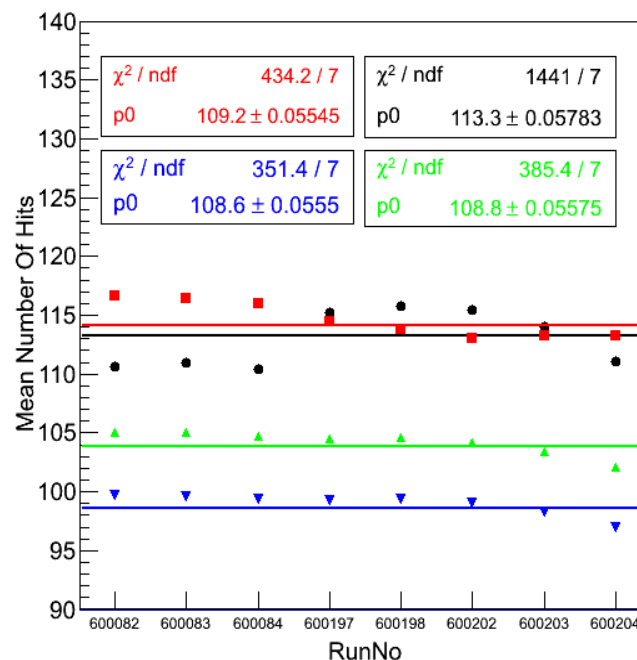 140
135
130
125
120
115
110
105
100
95
90
Mean Number Of Hits
χ² / ndf 434.2 / 7
p0 109.2 ± 0.05545
χ² / ndf 1441 / 7
p0 113.3 ± 0.05783
χ² / ndf 351.4 / 7
p0 108.6 ± 0.0555
χ² / ndf 385.4 / 7
p0 108.8 ± 0.05575
600082 600083 600084 600197 600198 600202 600203 600204
RunNo